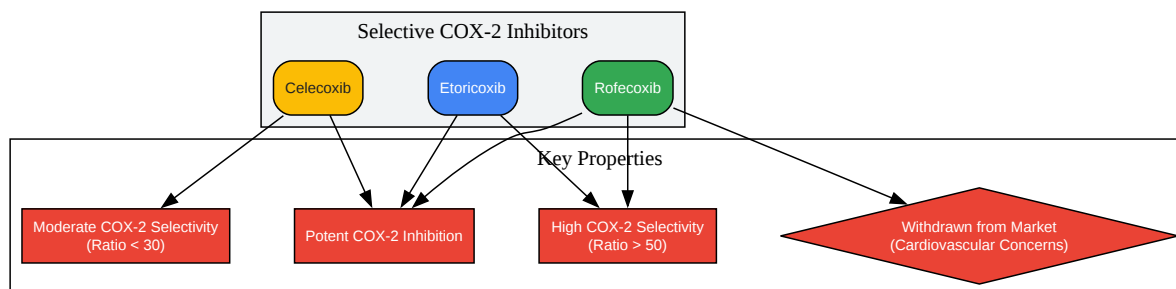 Selective COX-2 Inhibitors
Celecoxib
Etoricoxib
Rofecoxib
Key Properties
Moderate COX-2 Selectivity
(Ratio < 30)
Potent COX-2 Inhibition
High COX-2 Selectivity
(Ratio > 50)
Withdrawn from Market
(Cardiovascular Concerns)